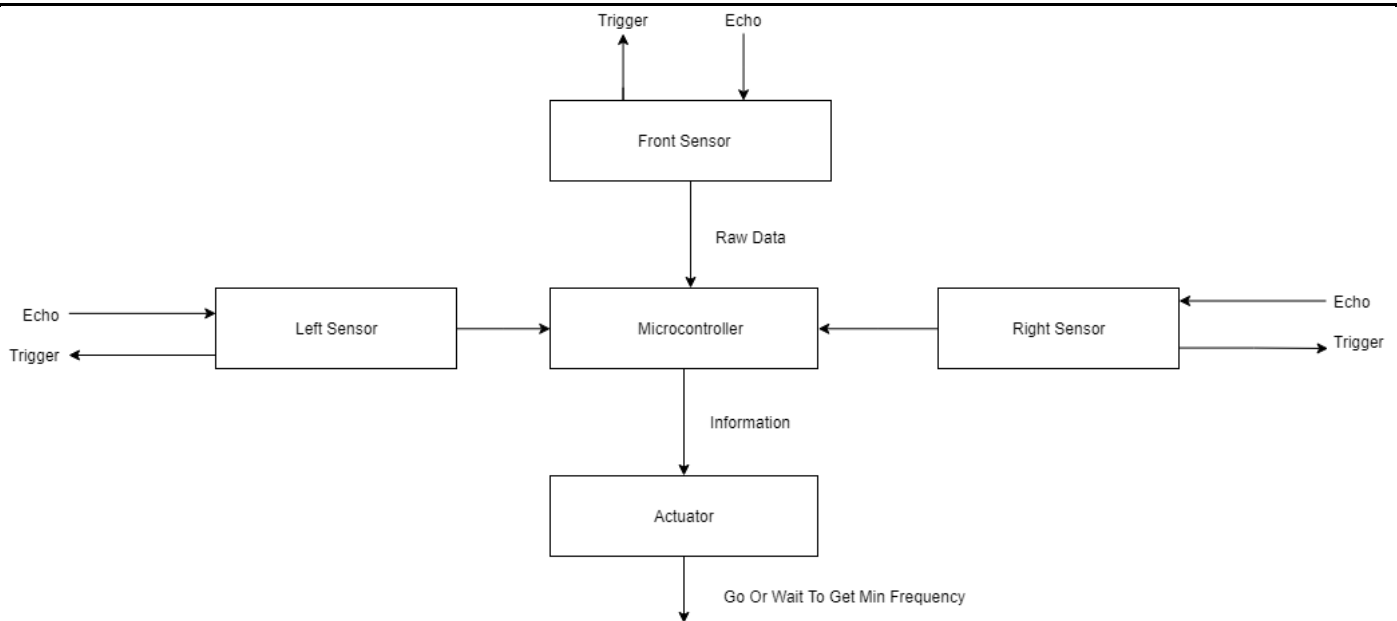 Trigger
Echo
Front Sensor
Raw Data
Echo
Left Sensor
Microcontroller
Right Sensor
Echo
Trigger
Trigger
Information
Actuator
Go Or Wait To Get Min Frequency